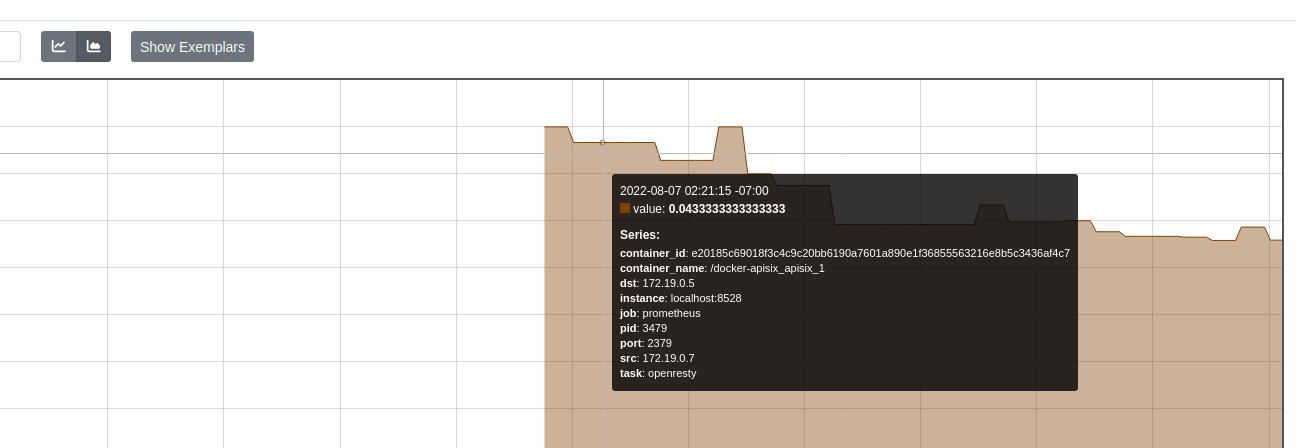 Show Exemplars
2022-08-07 02:21:15 -07:00
value: 0.0433333333333333
Series:
container_id: e20185c69018f3c4c9c20bb6190a7601a890e1f36855563216e8b5c3436af4c7
container_name: /docker-apisix_apisix_1
dst: 172.19.0.5
instance: localhost:8528
job: prometheus
pid: 3479
port: 2379
src: 172.19.0.7
task: openresty